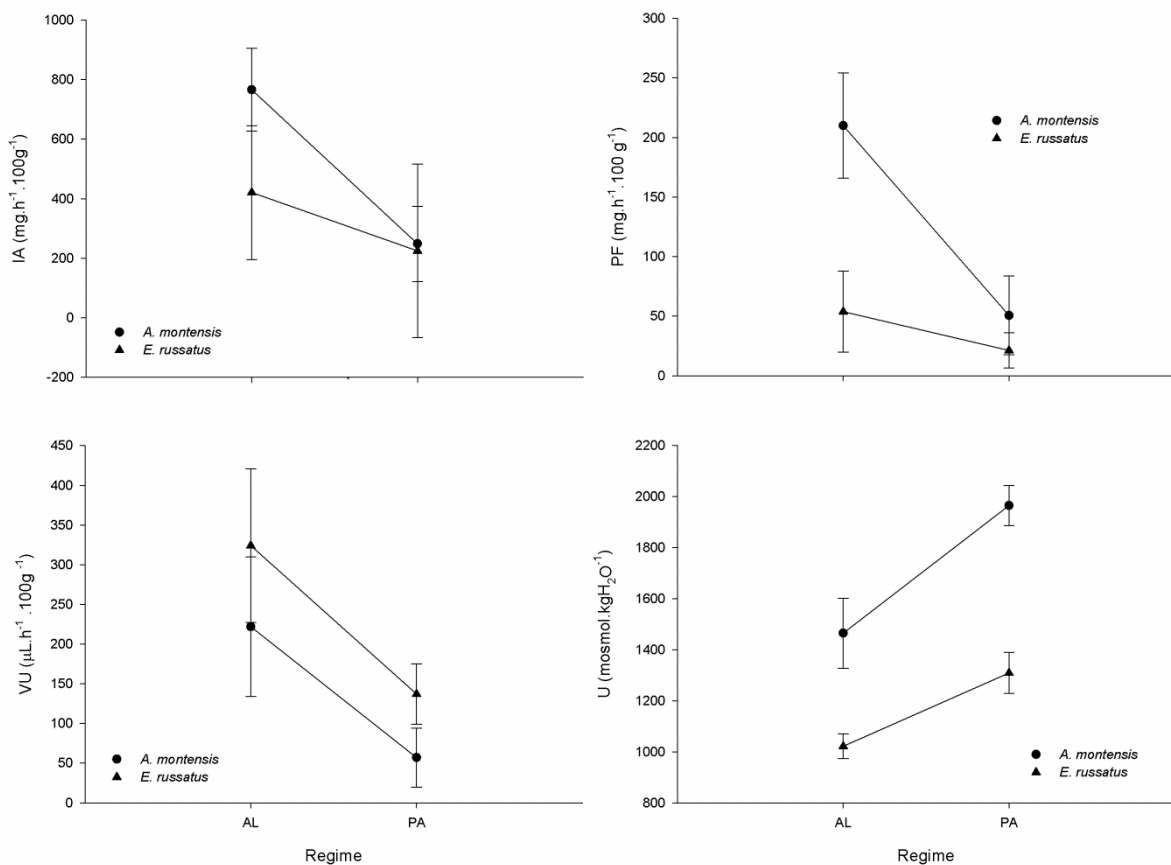 1000
800
600
400
200
0
-200
IA (mg.h⁻¹.100g⁻¹)
A. montensis
E. russatus
300
250
200
150
100
50
0
PF (mg.h⁻¹.100 g⁻¹)
A. montensis
E. russatus
450
400
350
300
250
200
150
100
50
0
VU (μL.h⁻¹ .100g⁻¹)
A. montensis
E. russatus
AL PA
Regime
2200
2000
1800
1600
1400
1200
1000
800
U (mosmol.kgH₂O⁻¹)
A. montensis
E. russatus
AL PA
Regime